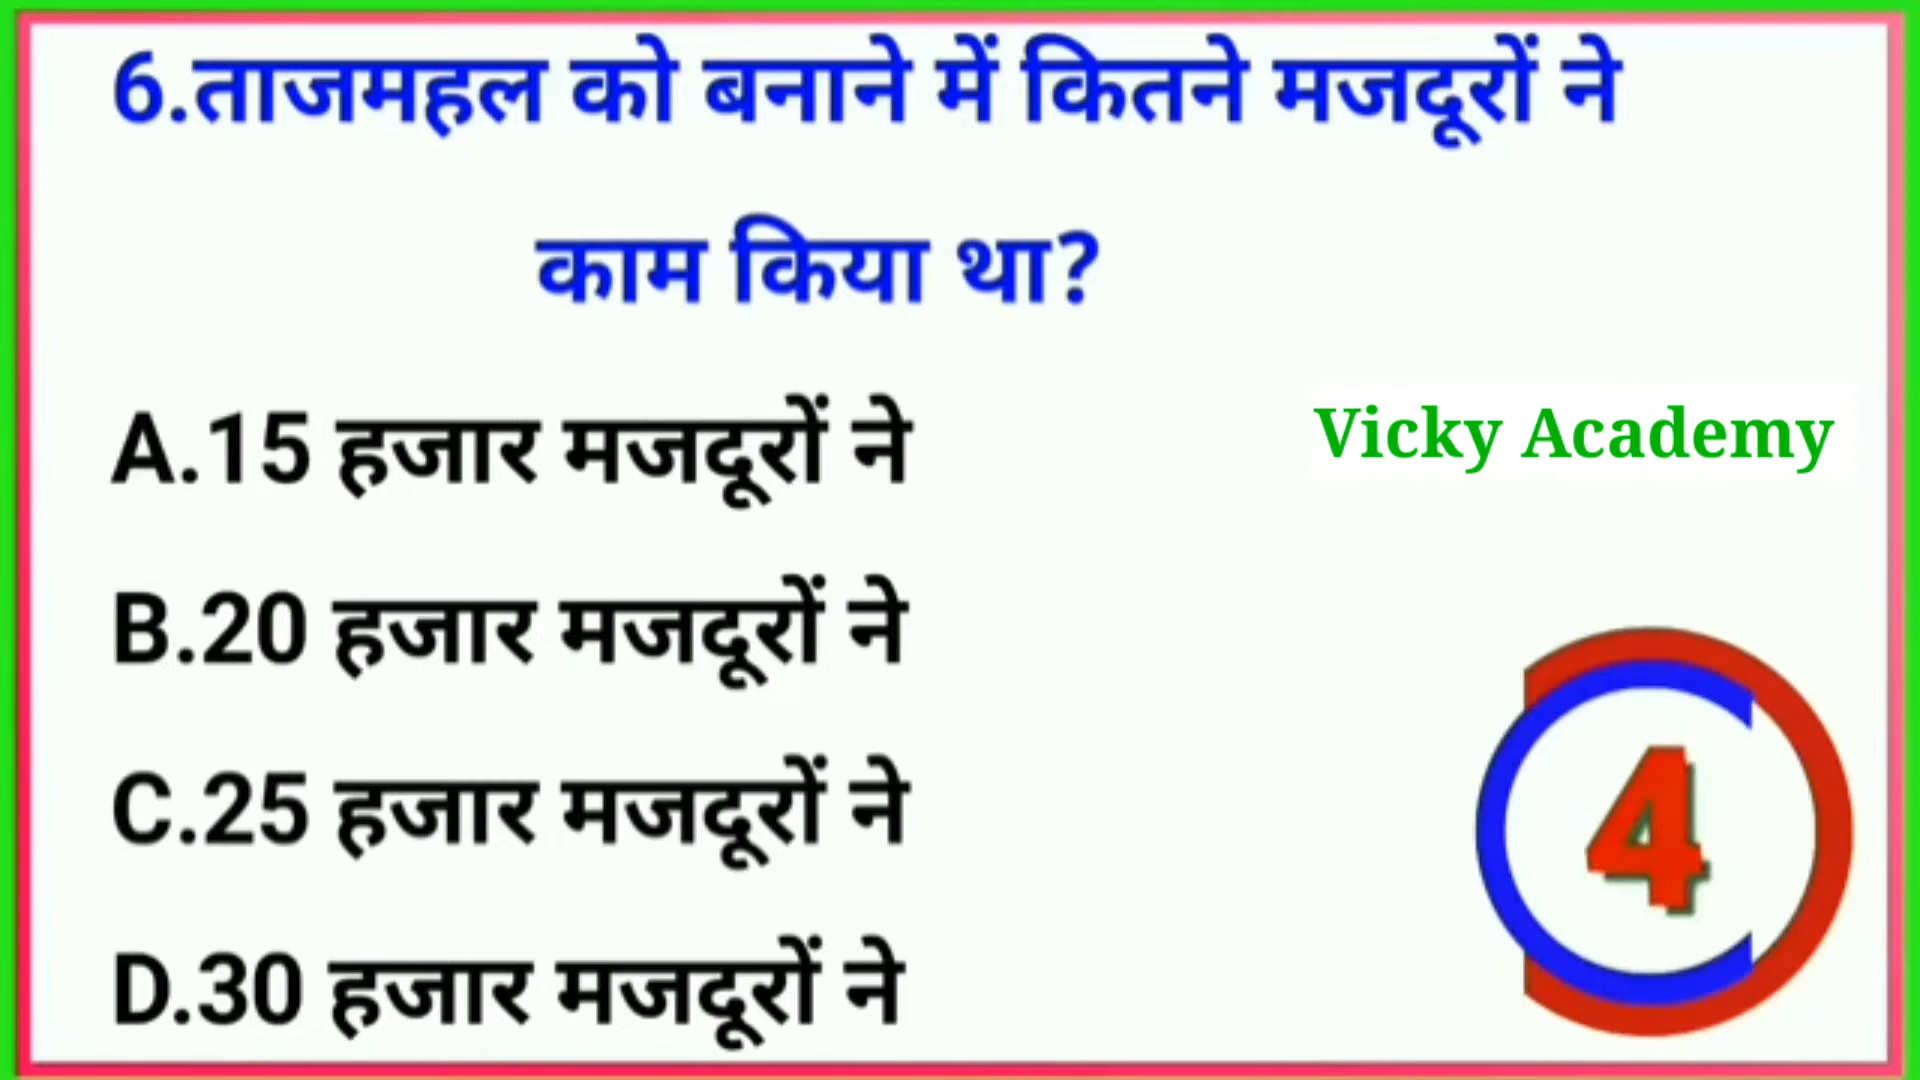 6.ताजमहल को बनाने में कितने मजदूरों ने
काम किया था?
A.15 हजार मजदूरों ने
Vicky Academy
B.20 हजार मजदूरों ने
C.25 हजार मजदूरों ने
4
D.30 हजार मजदूरों ने